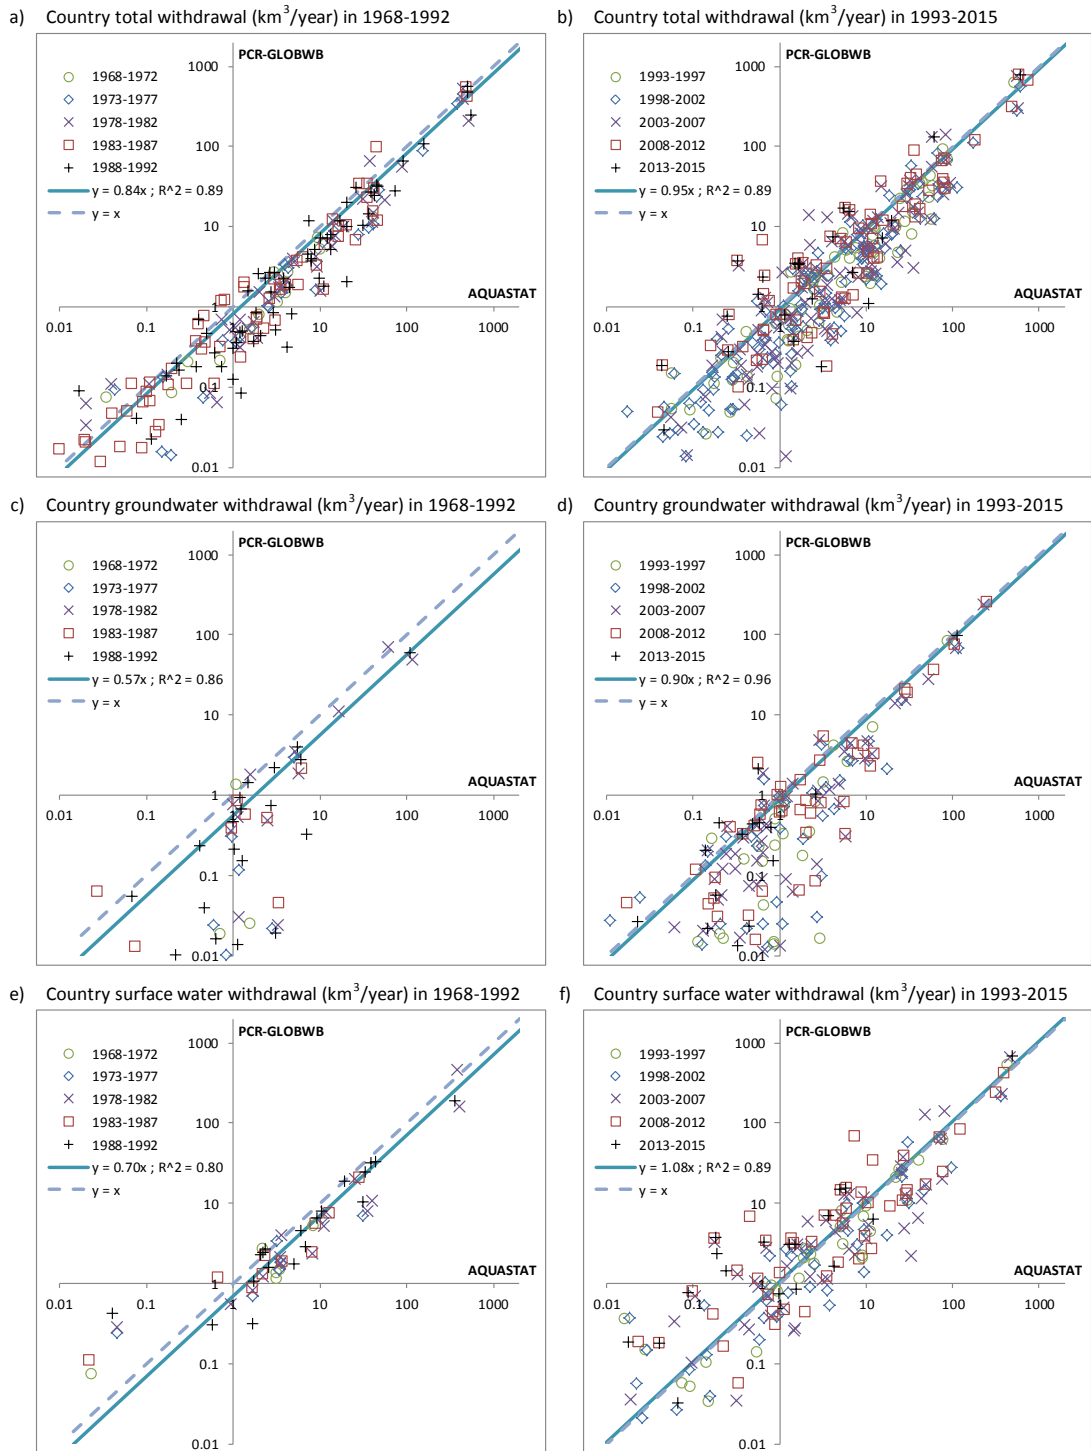 a) Country total withdrawal (km³/year) in 1968-1992
PCR-GLOBWB
1000
100
10
1
0.1
0.01
1968-1972
1973-1977
1978-1982
1983-1987
1988-1992
y = 0.84x ; R^2 = 0.89
y = x
AQUASTAT
0.01 0.1 1 10 100 1000
b) Country total withdrawal (km³/year) in 1993-2015
PCR-GLOBWB
1000
100
10
1
0.1
0.01
1993-1997
1998-2002
2003-2007
2008-2012
2013-2015
y = 0.95x ; R^2 = 0.89
y = x
AQUASTAT
0.01 0.1 1 10 100 1000
c) Country groundwater withdrawal (km³/year) in 1968-1992
PCR-GLOBWB
1000
100
10
1
0.1
0.01
1968-1972
1973-1977
1978-1982
1983-1987
1988-1992
y = 0.57x ; R^2 = 0.86
y = x
AQUASTAT
0.01 0.1 1 10 100 1000
d) Country groundwater withdrawal (km³/year) in 1993-2015
PCR-GLOBWB
1000
100
10
1
0.1
0.01
1993-1997
1998-2002
2003-2007
2008-2012
2013-2015
y = 0.90x ; R^2 = 0.96
y = x
AQUASTAT
0.01 0.1 1 10 100 1000
e) Country surface water withdrawal (km³/year) in 1968-1992
PCR-GLOBWB
1000
100
10
1
0.1
0.01
1968-1972
1973-1977
1978-1982
1983-1987
1988-1992
y = 0.70x ; R^2 = 0.80
y = x
AQUASTAT
0.01 0.1 1 10 100 1000
f) Country surface water withdrawal (km³/year) in 1993-2015
PCR-GLOBWB
1000
100
10
1
0.1
0.01
1993-1997
1998-2002
2003-2007
2008-2012
2013-2015
y = 1.08x ; R^2 = 0.89
y = x
AQUASTAT
0.01 0.1 1 10 100 1000